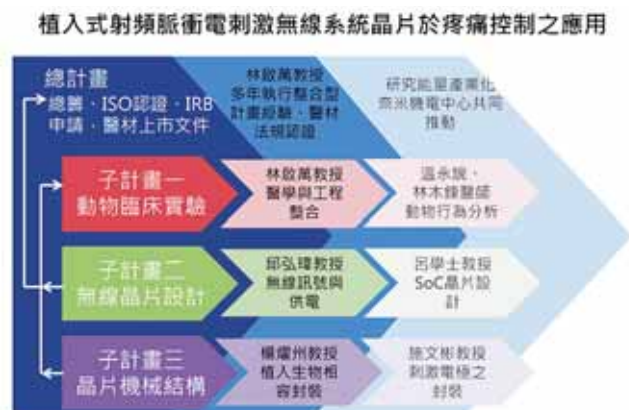 植入式射頻脈衝電刺激無線系統晶片於疼痛控制之應用
總計畫
總籌、ISO認證、IRB
申請、醫材上市文件
林啟萬教授
多年執行整合型
計畫經驗、醫材
法規認證
研究能量產業化
奈米機電中心共同
推動
子計畫一
動物臨床實驗
林啟萬教授
醫學與工程
整合
溫永銳、
林木鋒醫師
動物行為分析
子計畫二
無線晶片設計
邱弘瑋教授
無線訊號與
供電
呂學士教授
SoC晶片設
計
子計畫三
晶片機械結構
楊燿州教授
植入生物相
容封裝
施文彬教授
刺激電極之
封裝